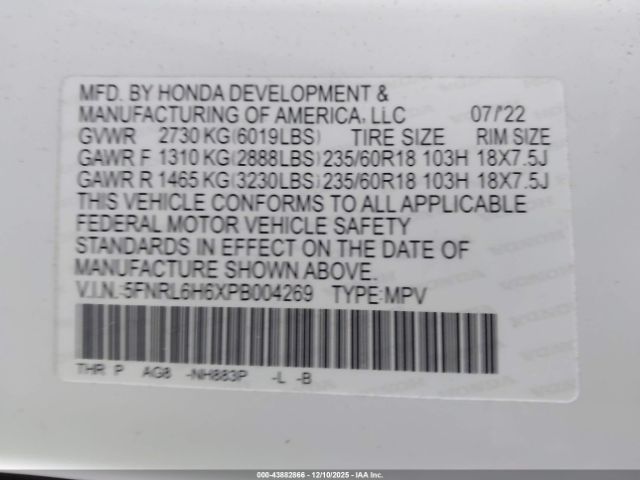 MFD. BY HONDA DEVELOPMENT &
MANUFACTURING OF AMERICA, LLC 07/'22
GVWR 2730 KG(6019LBS) TIRE SIZE RIM SIZE
GAWR F 1310 KG(2888LBS) 235/60R18 103H 18X7.5J
GAWR R 1465 KG(3230LBS) 235/60R18 103H 18X7.5J
THIS VEHICLE CONFORMS TO ALL APPLICABLE
FEDERAL MOTOR VEHICLE SAFETY
STANDARDS IN EFFECT ON THE DATE OF
MANUFACTURE SHOWN ABOVE.
V.I.N.:5FNRL6H6XPB004269 TYPE:MPV
THR P AG8 -NH883P -L -B
000-43882866 - 12/10/2025 - IAA Inc.